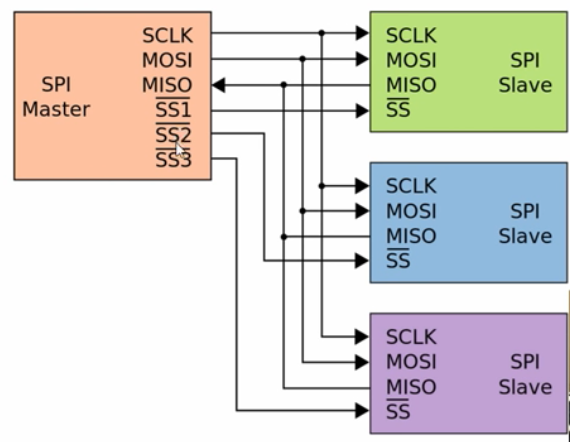 SPI
Master
SCLK
MOSI
MISO
SS1
SS2
SS3
SCLK
MOSI
MISO
SS
SPI
Slave
SCLK
MOSI
MISO
SS
SPI
Slave
SCLK
MOSI
MISO
SS
SPI
Slave